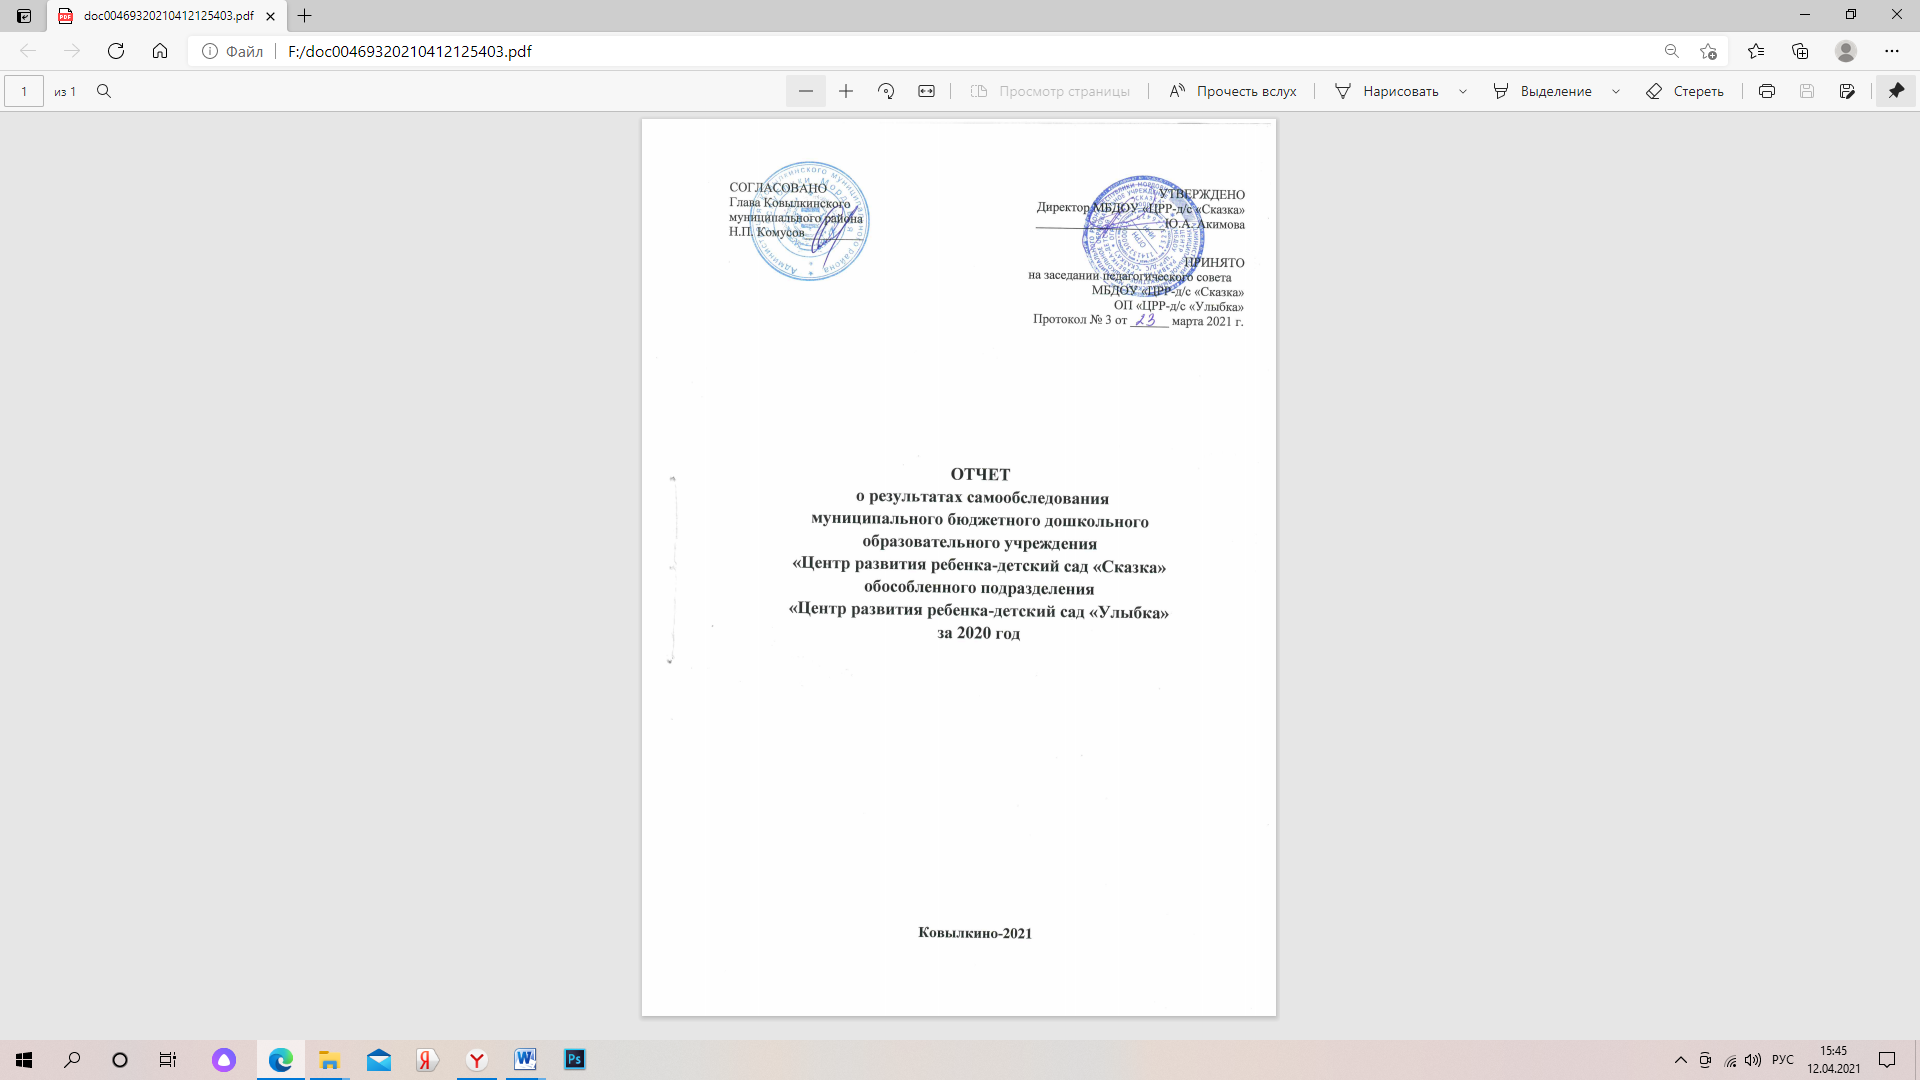 doc00469320210412125403.pdf
Файл
F:/doc00469320210412125403.pdf
1
из 1
Просмотр страницы
Прочесть вслух
Нарисовать
Выделение
Стереть
СОГЛАСОВАНО
Глава Ковылкинского
муниципального района
Н.П. Комусов
УТВЕРЖДЕНО
Директор МБДОУ «ЦРР-д/с «Сказка»
Ю.А. Акимова
ПРИНЯТО
на заседании педагогического совета
МБДОУ «ЦРР-д/с «Сказка»
ОП «ЦРР-д/с «Улыбка»
Протокол № 3 от 23 марта 2021 г.
ОТЧЕТ
о результатах самообследования
муниципального бюджетного дошкольного
образовательного учреждения
«Центр развития ребенка-детский сад «Сказка»
обособленного подразделения
«Центр развития ребенка-детский сад «Улыбка»
за 2020 год
Ковылкино-2021
РУС
15:45
12.04.2021